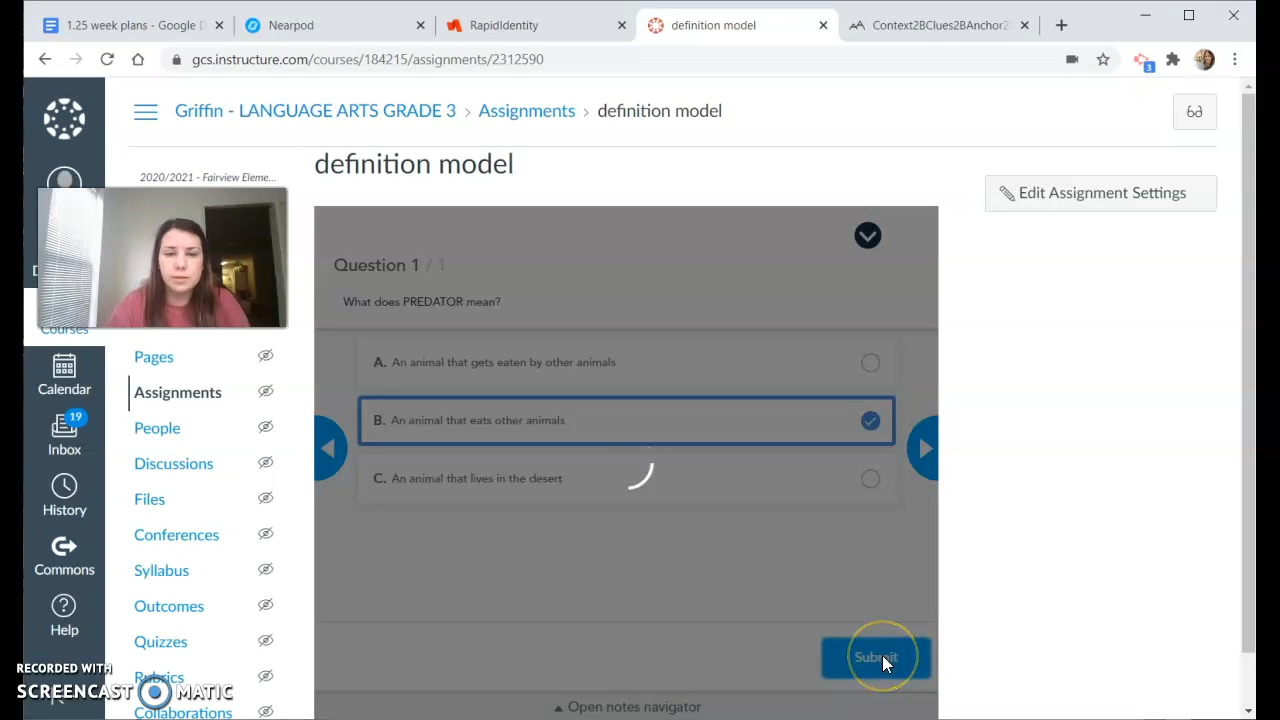 1.25 week plans - Google D
Nearpod
RapidIdentity
definition model
Context2BClues2BAnchor2
gcs.instructure.com/courses/184215/assignments/2312590
3
Griffin - LANGUAGE ARTS GRADE 3 › Assignments › definition model
2020/2021 - Fairview Eleme...
definition model
Edit Assignment Settings
Question 1 / 1
What does PREDATOR mean?
A. An animal that gets eaten by other animals
B. An animal that eats other animals
C. An animal that lives in the desert
Submit
Open notes navigator
D
Courses
Calendar
19
Inbox
History
Commons
Help
Pages
Assignments
People
Discussions
Files
Conferences
Syllabus
Outcomes
Quizzes
Rubrics
Collaborations
RECORDED WITH
SCREENCAST MATIC